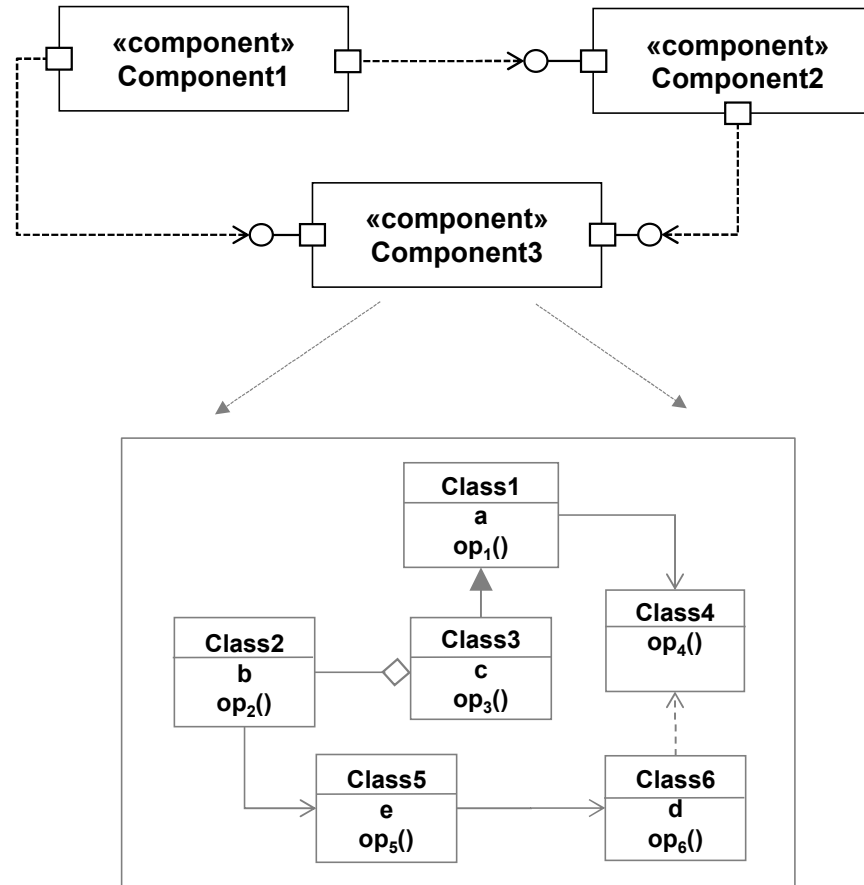 «component»
Component1
«component»
Component2
«component»
Component3
Class1
a
op₁()
Class2
b
op₂()
Class3
c
op₃()
Class4
op₄()
Class5
e
op₅()
Class6
d
op₆()